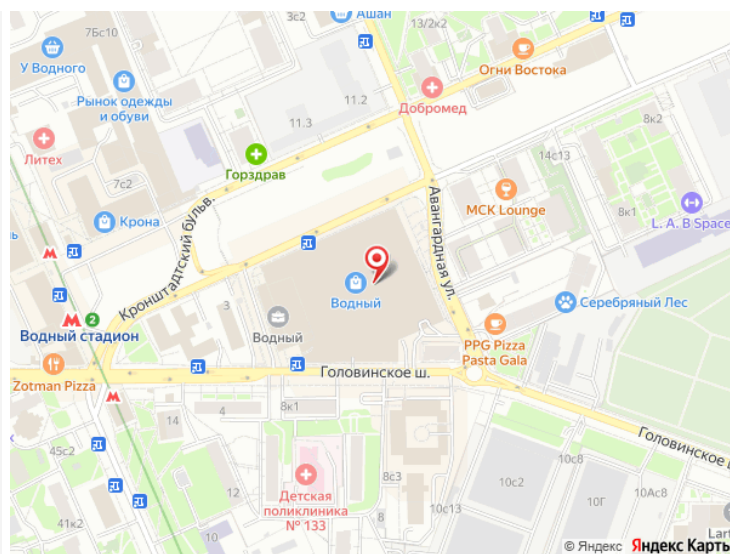 3с2
Ашан
7Бс10
13/2к2
У Водного
Огни Востока
Рынок одежды
и обуви
11.2
Добромед
11.3
8к2
Литех
14с13
7с2
Горздрав
Кронштадтский бульв.
Авангардная ул.
МСК Lounge
8к1
L. A. B Space
Крона
Водный
3
Серебряный Лес
2
Водный стадион
Водный
PPG Pizza
Pasta Gala
Zotman Pizza
Головинское ш.
4
8к1
14
Головинское
45с2
8с3
10с8
12
Детская
поликлиника
№ 133
10с2
10Г
10Ас8
41к2
10с13
10
Lart
© Яндекс Яндекс Карты